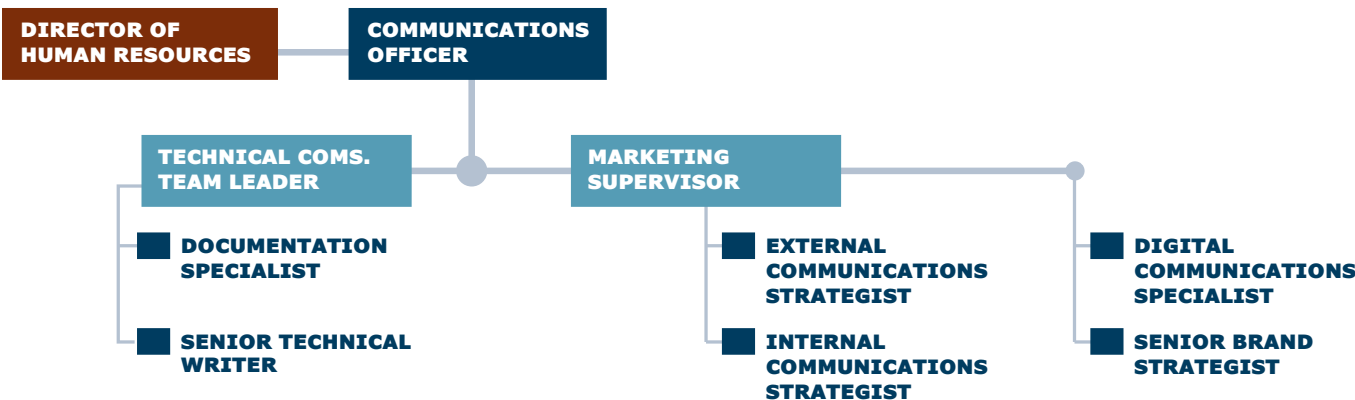 DIRECTOR OF
HUMAN RESOURCES
COMMUNICATIONS
OFFICER
TECHNICAL COMS.
TEAM LEADER
MARKETING
SUPERVISOR
DOCUMENTATION
SPECIALIST
SENIOR TECHNICAL
WRITER
EXTERNAL
COMMUNICATIONS
STRATEGIST
INTERNAL
COMMUNICATIONS
STRATEGIST
DIGITAL
COMMUNICATIONS
SPECIALIST
SENIOR BRAND
STRATEGIST